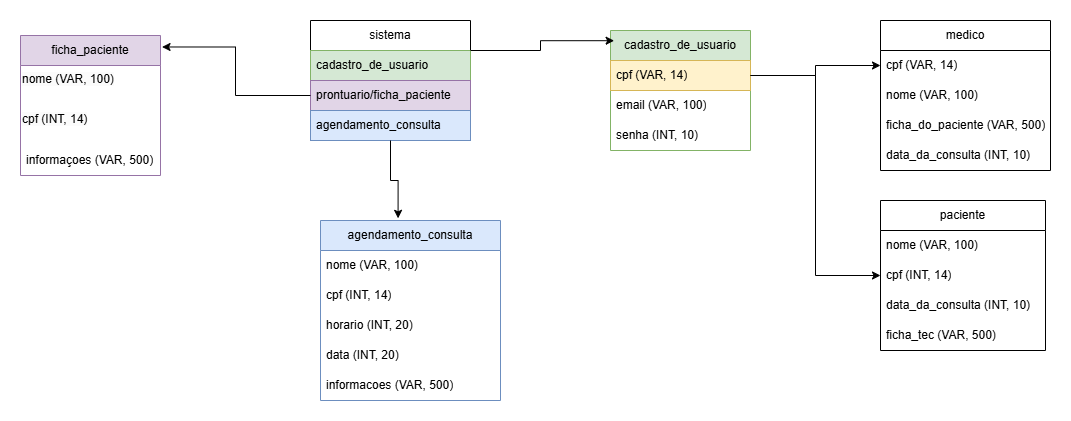 ficha_paciente
nome (VAR, 100)
cpf (INT, 14)
informaçoes (VAR, 500)
sistema
cadastro_de_usuario
prontuario/ficha_paciente
agendamento_consulta
agendamento_consulta
nome (VAR, 100)
cpf (INT, 14)
horario (INT, 20)
data (INT, 20)
informacoes (VAR, 500)
cadastro_de_usuario
cpf (VAR, 14)
email (VAR, 100)
senha (INT, 10)
medico
cpf (VAR, 14)
nome (VAR, 100)
ficha_do_paciente (VAR, 500)
data_da_consulta (INT, 10)
paciente
nome (VAR, 100)
cpf (INT, 14)
data_da_consulta (INT, 10)
ficha_tec (VAR, 500)